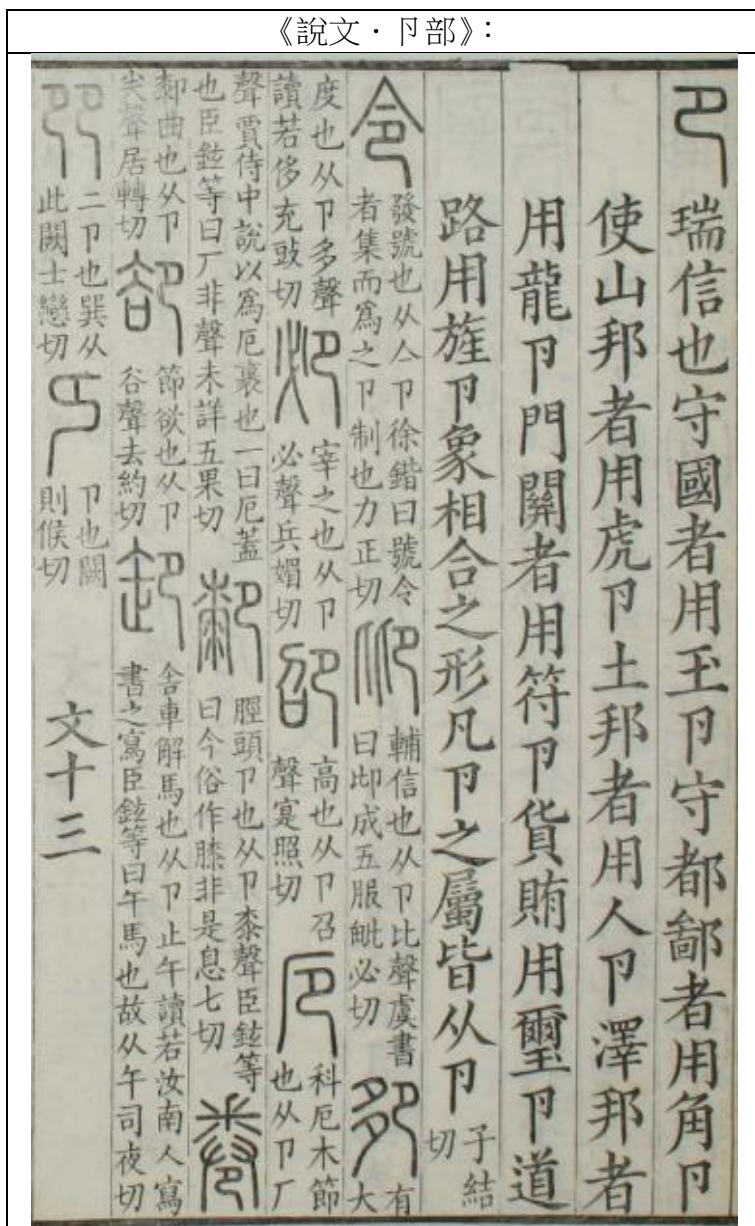 《說文．卪部》：
卪 瑞信也守國者用玉卪守都鄙者用角卪
使山邦者用虎卪土邦者用人卪澤邦者
用龍卪門關者用符卪貨賄用璽卪道
路用旌卪象相合之形凡卪之屬皆从卪 子結切
令 發號也从亼卪徐鍇曰號令者集而爲之卪制也力正切 𠨒 輔信也从卪比聲虞書曰𠨒成五服毗必切 卶 有大
度也从卪多聲讀若侈充豉切 𠨘 宰之也从卪必聲兵媚切 卲 高也从卪召聲寔照切 厄 科厄木節也从卪厂
聲賈侍中說以爲厄裹也一曰厄蓋也臣鉉等曰厂非聲未詳五果切 厀 脛頭卪也从卪桼聲臣鉉等曰今俗作膝非是息七切 卷
厀曲也从卪𢍏聲居轉切 卻 節欲也从卪谷聲去約切 卸 舍車解馬也从卪止午讀若汝南人寫書之寫臣鉉等曰午馬也故从午司夜切
𠨎 二卪也巽从此闕士戀切 𠨏 卪也闕則候切 文十三